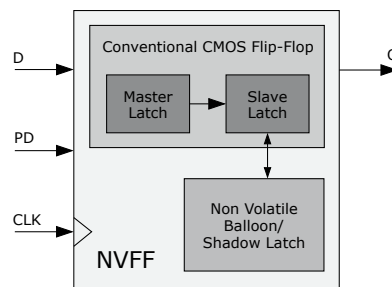 Conventional CMOS Flip-Flop
D
Master
Latch
Slave
Latch
PD
Non Volatile
Balloon/
Shadow Latch
CLK
NVFF